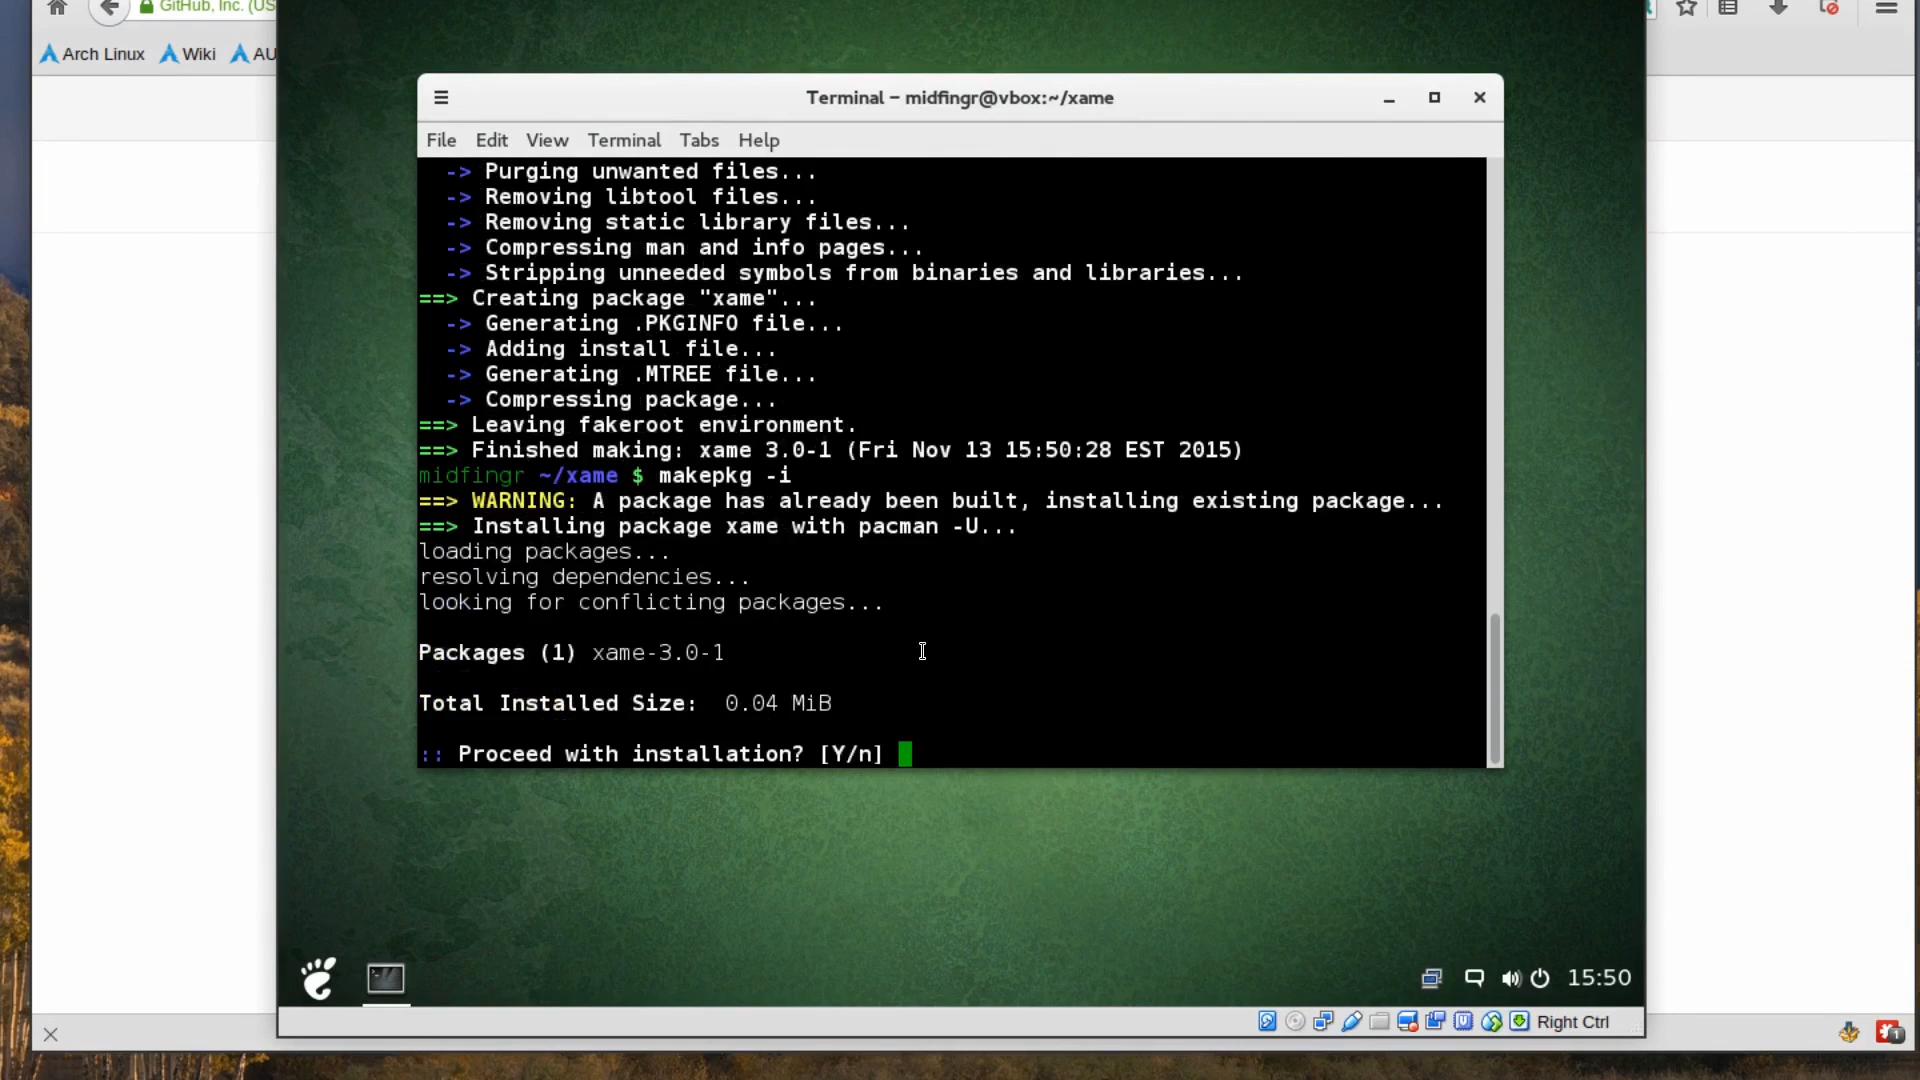 GitHub, Inc. (US
Arch Linux Wiki AU
Terminal – midfingr@vbox:~/xame
File Edit View Terminal Tabs Help
-> Purging unwanted files...
-> Removing libtool files...
-> Removing static library files...
-> Compressing man and info pages...
-> Stripping unneeded symbols from binaries and libraries...
==> Creating package "xame"...
-> Generating .PKGINFO file...
-> Adding install file...
-> Generating .MTREE file...
-> Compressing package...
==> Leaving fakeroot environment.
==> Finished making: xame 3.0-1 (Fri Nov 13 15:50:28 EST 2015)
midfingr ~/xame $ makepkg -i
==> WARNING: A package has already been built, installing existing package...
==> Installing package xame with pacman -U...
loading packages...
resolving dependencies...
looking for conflicting packages...
Packages (1) xame-3.0-1
Total Installed Size:  0.04 MiB
:: Proceed with installation? [Y/n]
15:50
Right Ctrl
1